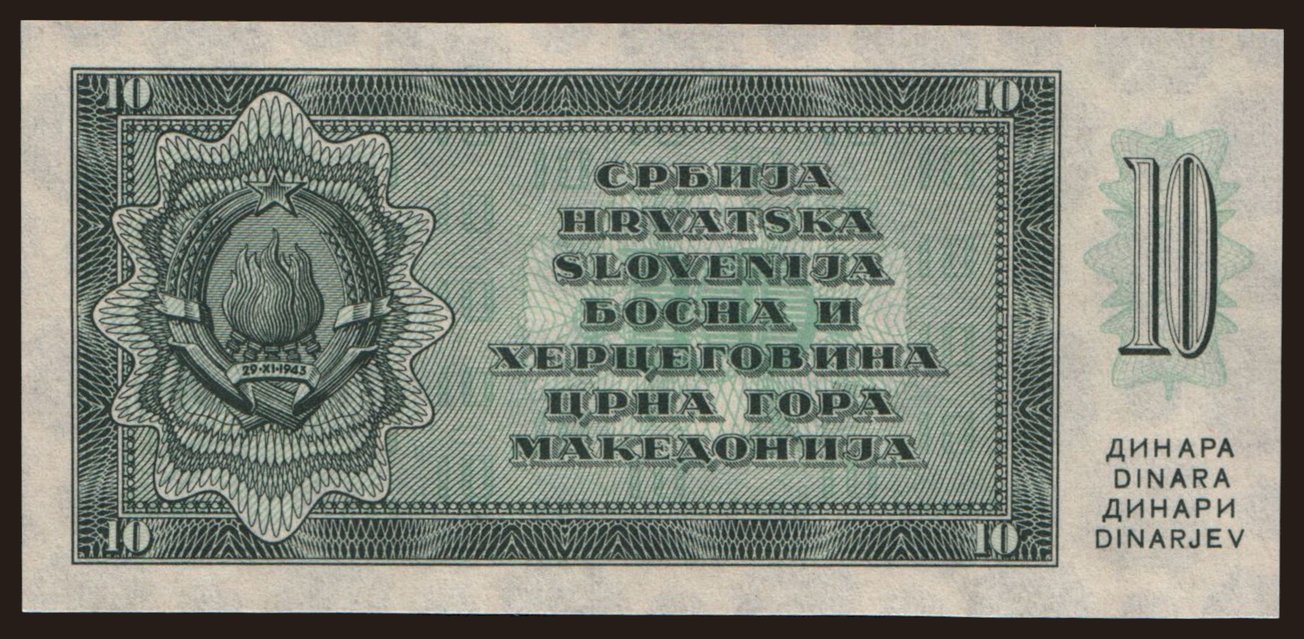 10
10
СРБИЈА
HRVATSKA
SLOVENIJA
БОСНА И
ХЕРЦЕГОВИНА
ЦРНА ГОРА
МАКЕДОНИЈА
29·XI·1943
10
10
10
ДИНАРА
DINARA
ДИНАРИ
DINARJEV